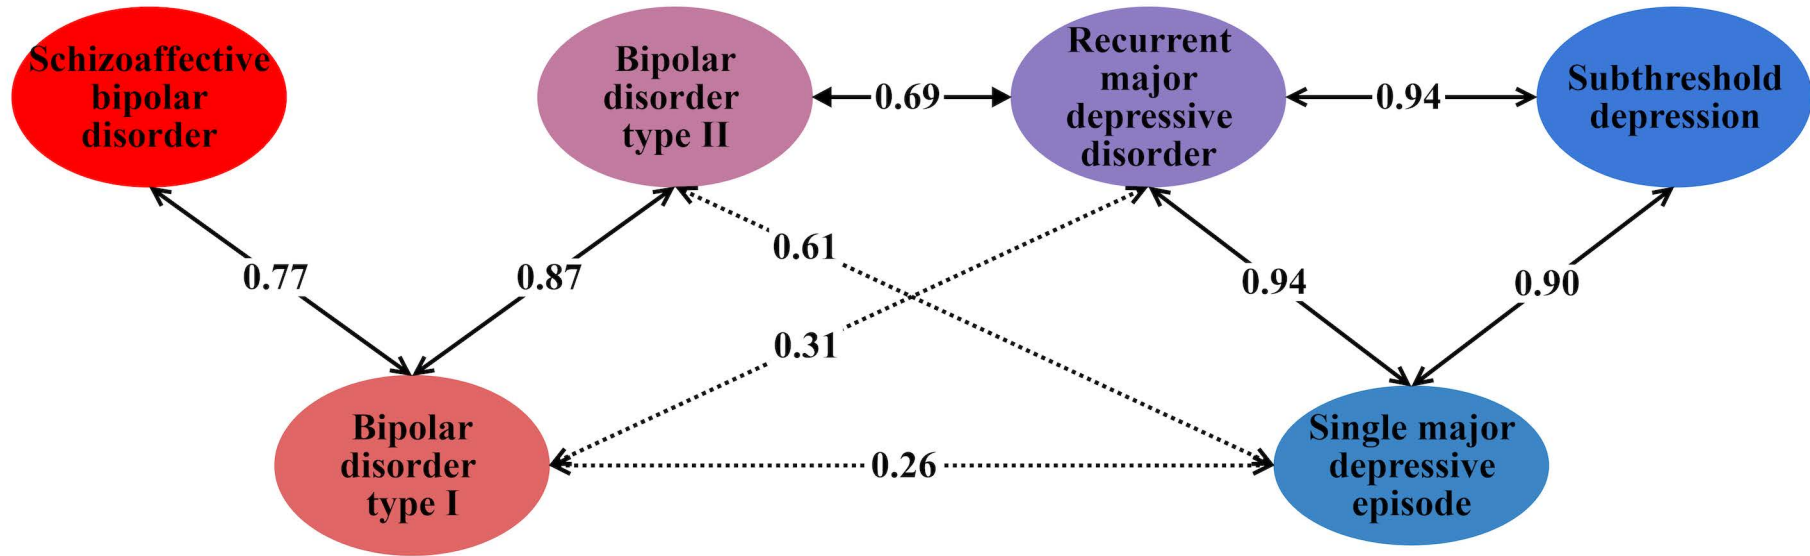 Schizoaffective
bipolar
disorder
Bipolar
disorder
type II
0.69
Recurrent
major
depressive
disorder
0.94
Subthreshold
depression
0.77
0.87
0.61
0.31
0.94
0.90
Bipolar
disorder
type I
0.26
Single major
depressive
episode